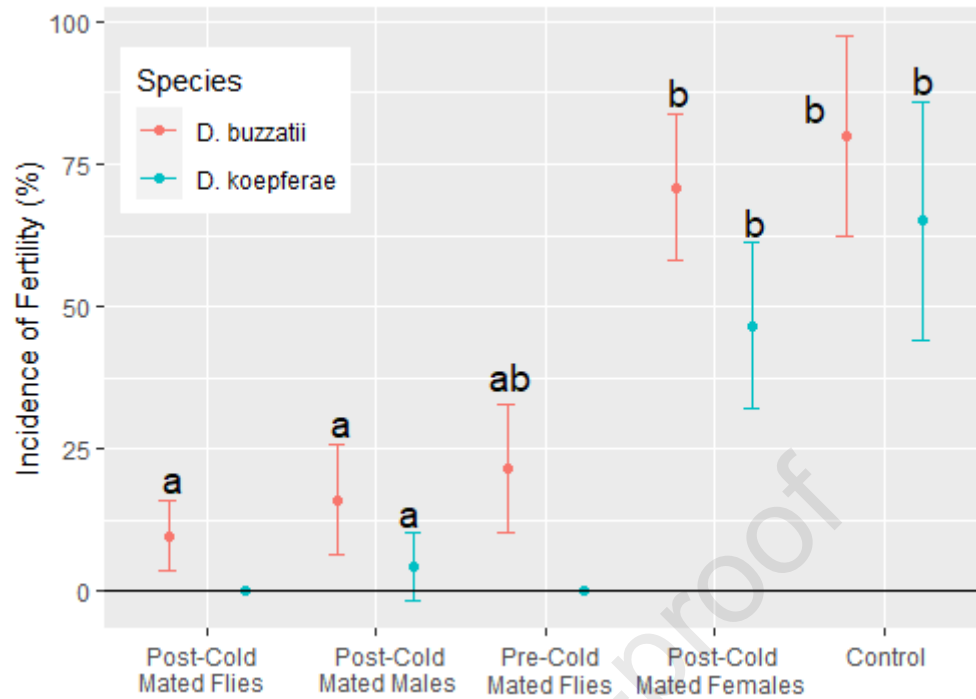 100
75
50
25
0
Incidence of Fertility (%)
Species
D. buzzatii
D. koepferae
a
a
a
ab
b
b
b
b
Post-Cold
Mated Flies
Post-Cold
Mated Males
Pre-Cold
Mated Flies
Post-Cold
Mated Females
Control
proof